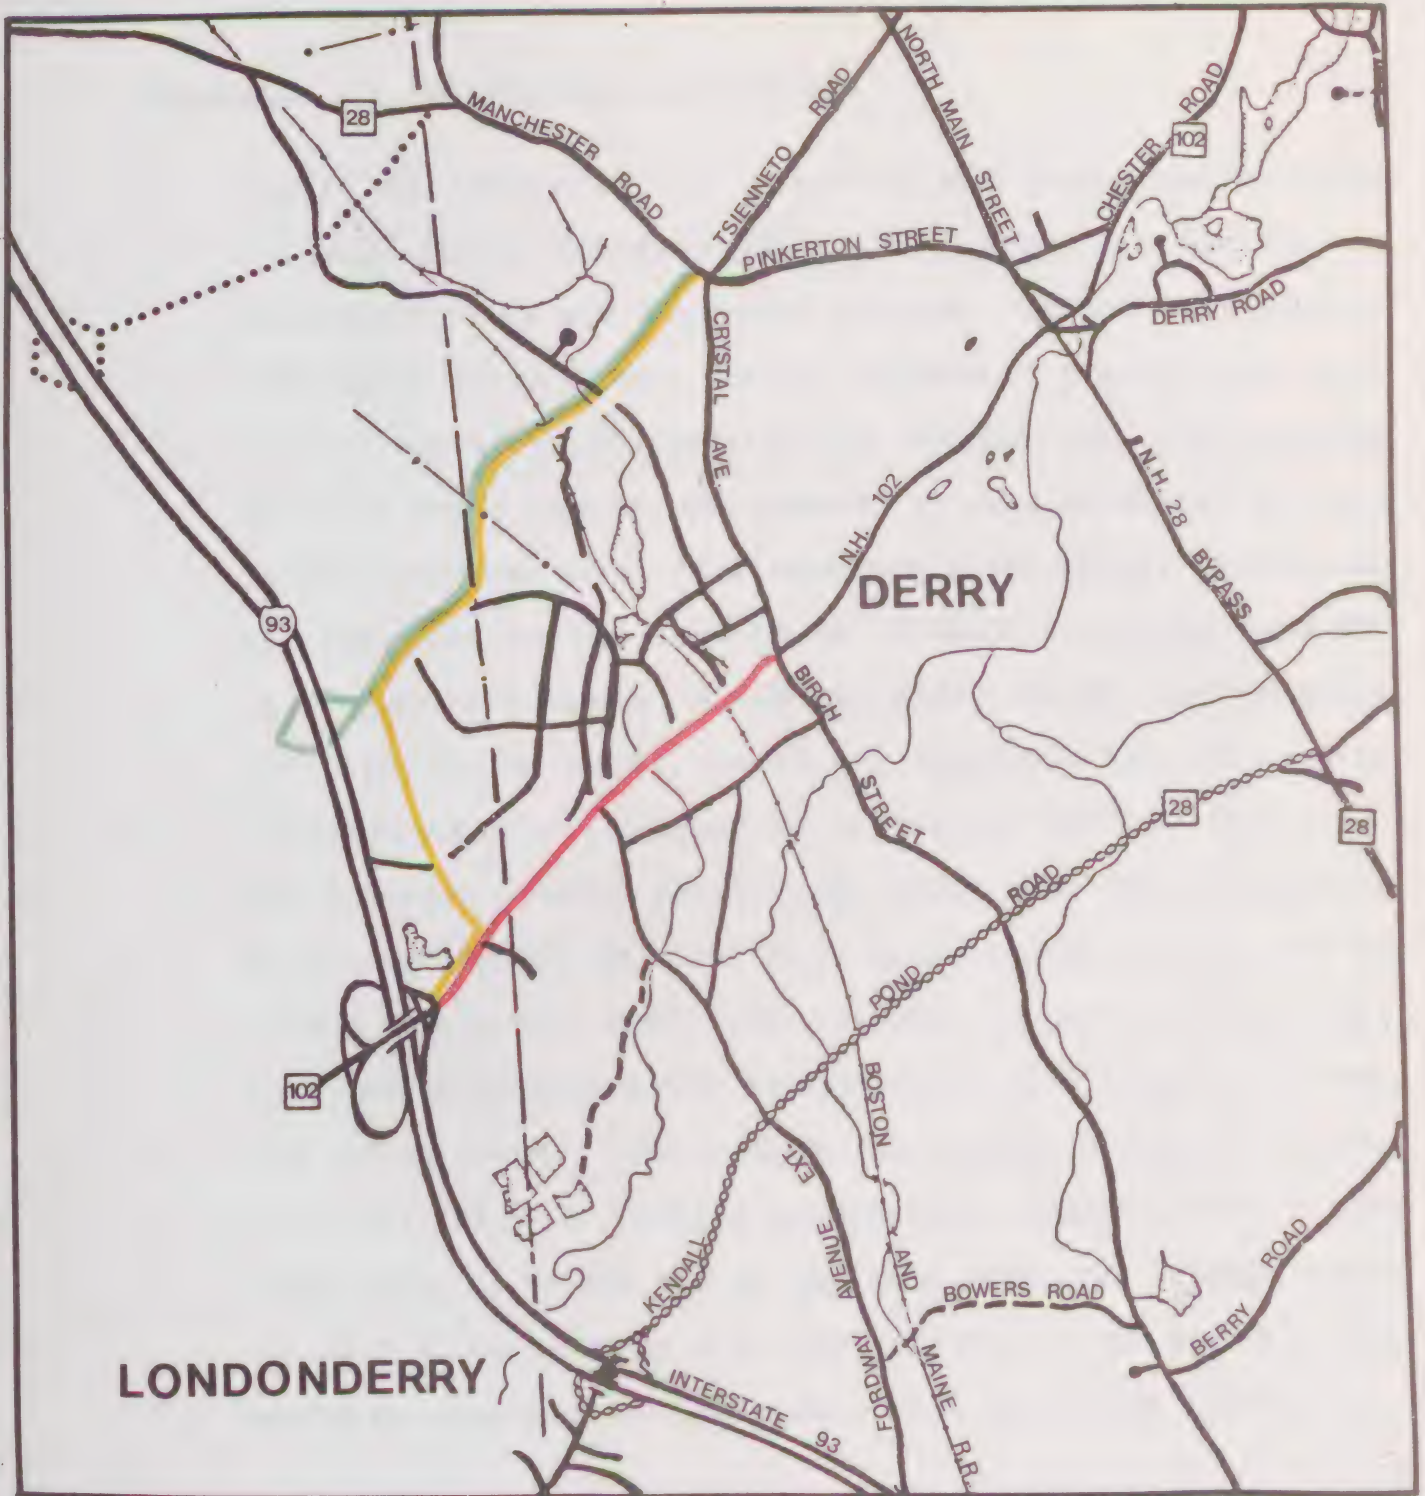 28
MANCHESTER ROAD
TSIENNETO ROAD
NORTH MAIN STREET
CHESTER ROAD
102
PINKERTON STREET
DERRY ROAD
CRYSTAL AVE.
N.H. 102
N.H. 28 BYPASS
DERRY
93
BIRCH STREET
28
28
KENDALL POND ROAD
102
BOSTON AND MAINE R.R.
FORDWAY AVENUE EXT.
BOWERS ROAD
BERRY ROAD
LONDONDERRY
INTERSTATE 93